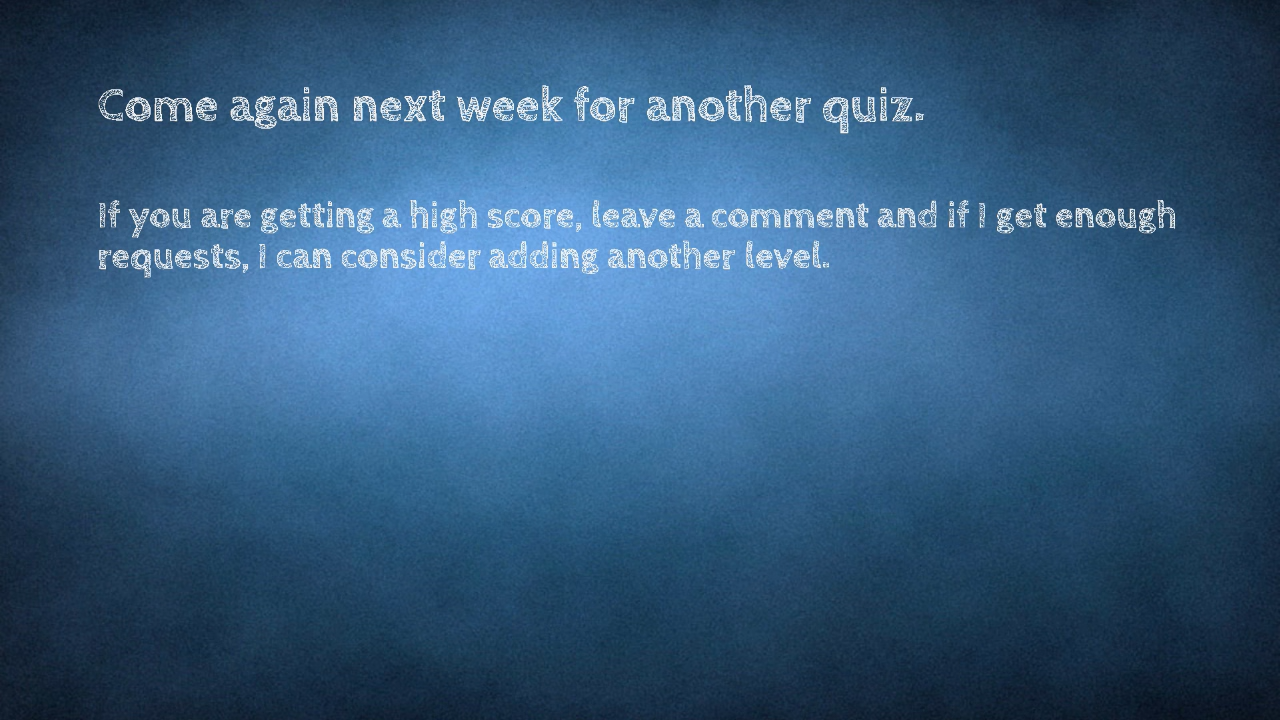 Come again next week for another quiz.
If you are getting a high score, leave a comment and if I get enough
requests, I can consider adding another level.